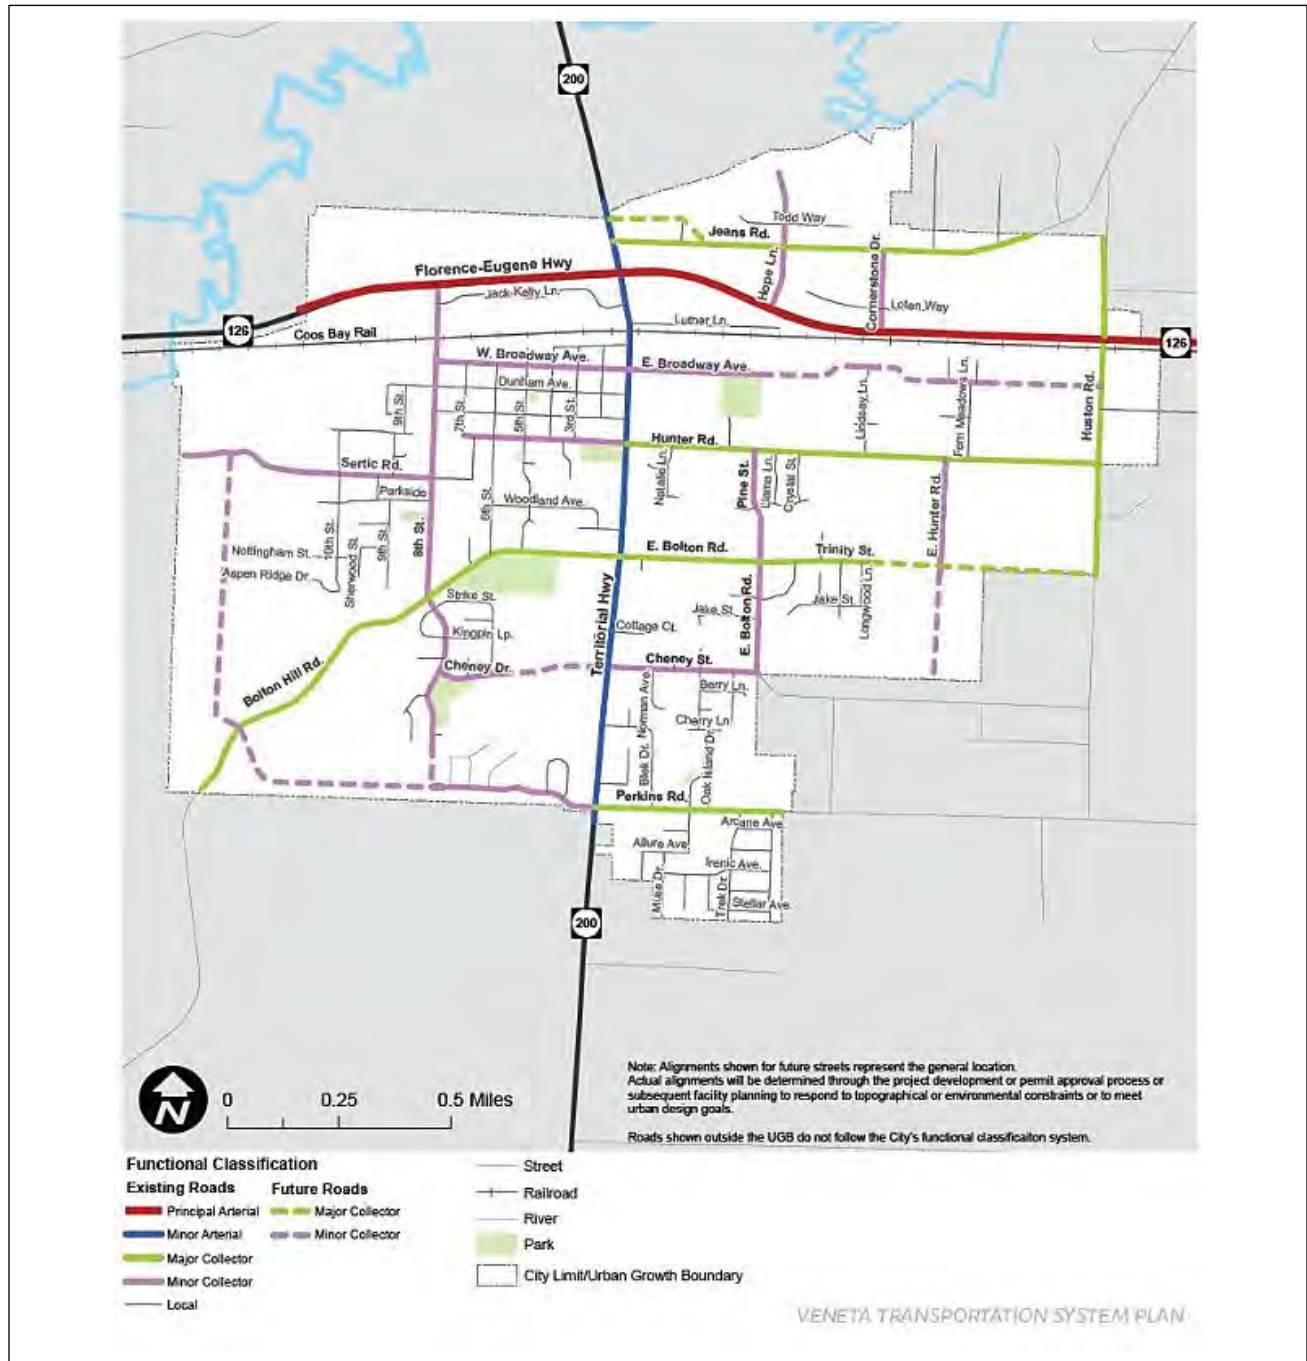 200
Todd Way
Jeans Rd.
Florence-Eugene Hwy
Hope Ln.
Cornerstone Dr.
Jack-Kelly Ln.
Loten Way
Luther Ln.
126
Coos Bay Rail
126
W. Broadway Ave.
E. Broadway Ave.
Dunham Ave.
9th St.
7th St.
5th St.
3rd St.
Lindsay Ln.
Fern Meadows Ln.
Huston Rd.
Hunter Rd.
Sertic Rd.
Parkside
Natalie Ln.
Pine St.
Llama Ln.
Crystal St.
E. Hunter Rd.
6th St.
Woodland Ave.
10th St.
Sherwood St.
9th St.
8th St.
Nottingham St.
Aspen Ridge Dr.
E. Bolton Rd.
Trinity St.
Strike St.
Kingpin Lp.
Territorial Hwy
Jake St.
Jake St.
Longwood Ln.
Cottage Ct.
E. Bolton Rd.
Cheney Dr.
Cheney St.
Bolton Hill Rd.
Berry Ln.
Norman Ave.
Cherry Ln.
Blek Dr.
Oak Island Dr.
Perkins Rd.
Arcane Ave.
Allure Ave.
Irenic Ave.
Muse Dr.
Trek Dr.
Stellar Ave.
200
Note: Alignments shown for future streets represent the general location.
Actual alignments will be determined through the project development or permit approval process or
subsequent facility planning to respond to topographical or environmental constraints or to meet
urban design goals.
Roads shown outside the UGB do not follow the City's functional classificaiton system.
N
0 0.25 0.5 Miles
Functional Classification
Existing Roads Future Roads
Principal Arterial
Minor Arterial
Major Collector
Minor Collector
Local
Major Collector
Minor Collector
Street
Railroad
River
Park
City Limit/Urban Growth Boundary
VENETA TRANSPORTATION SYSTEM PLAN